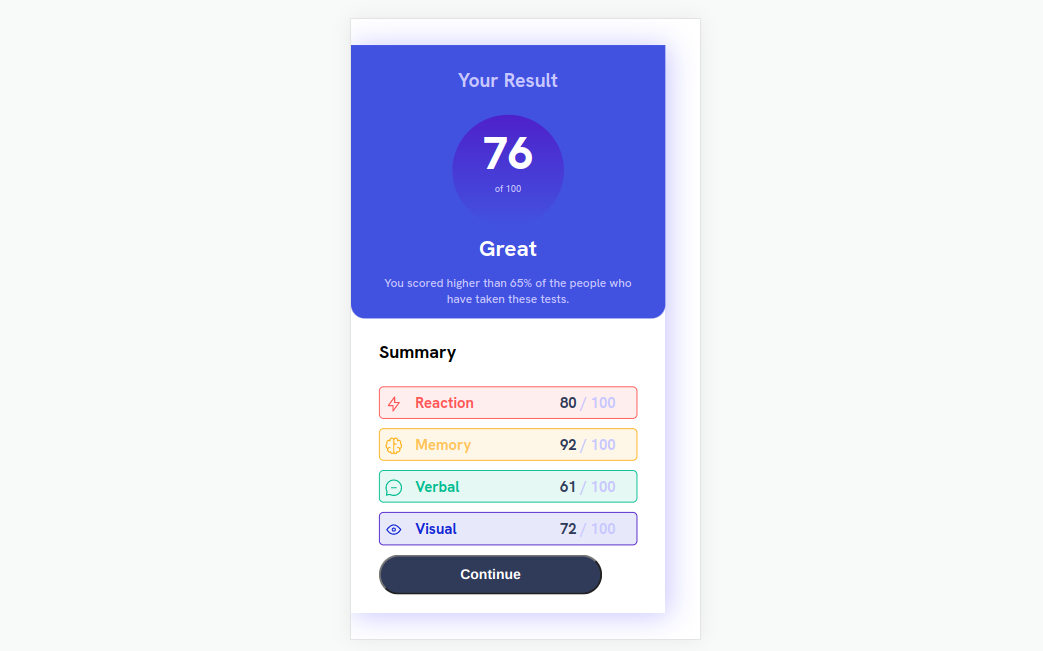 Your Result
76
of 100
Great
You scored higher than 65% of the people who
have taken these tests.
Summary
Reaction 80 / 100
Memory 92 / 100
Verbal 61 / 100
Visual 72 / 100
Continue